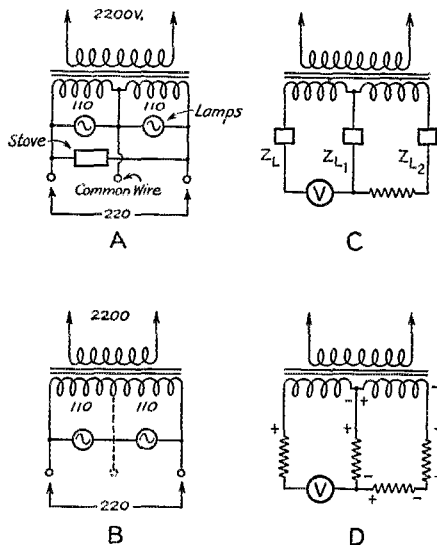 2200V.
110 110
Lamps
Stove
Common Wire
220
A
Z_L Z_L1 Z_L2
V
C
2200
110 110
220
B
- + -
+ + +
- - -
V + -
D